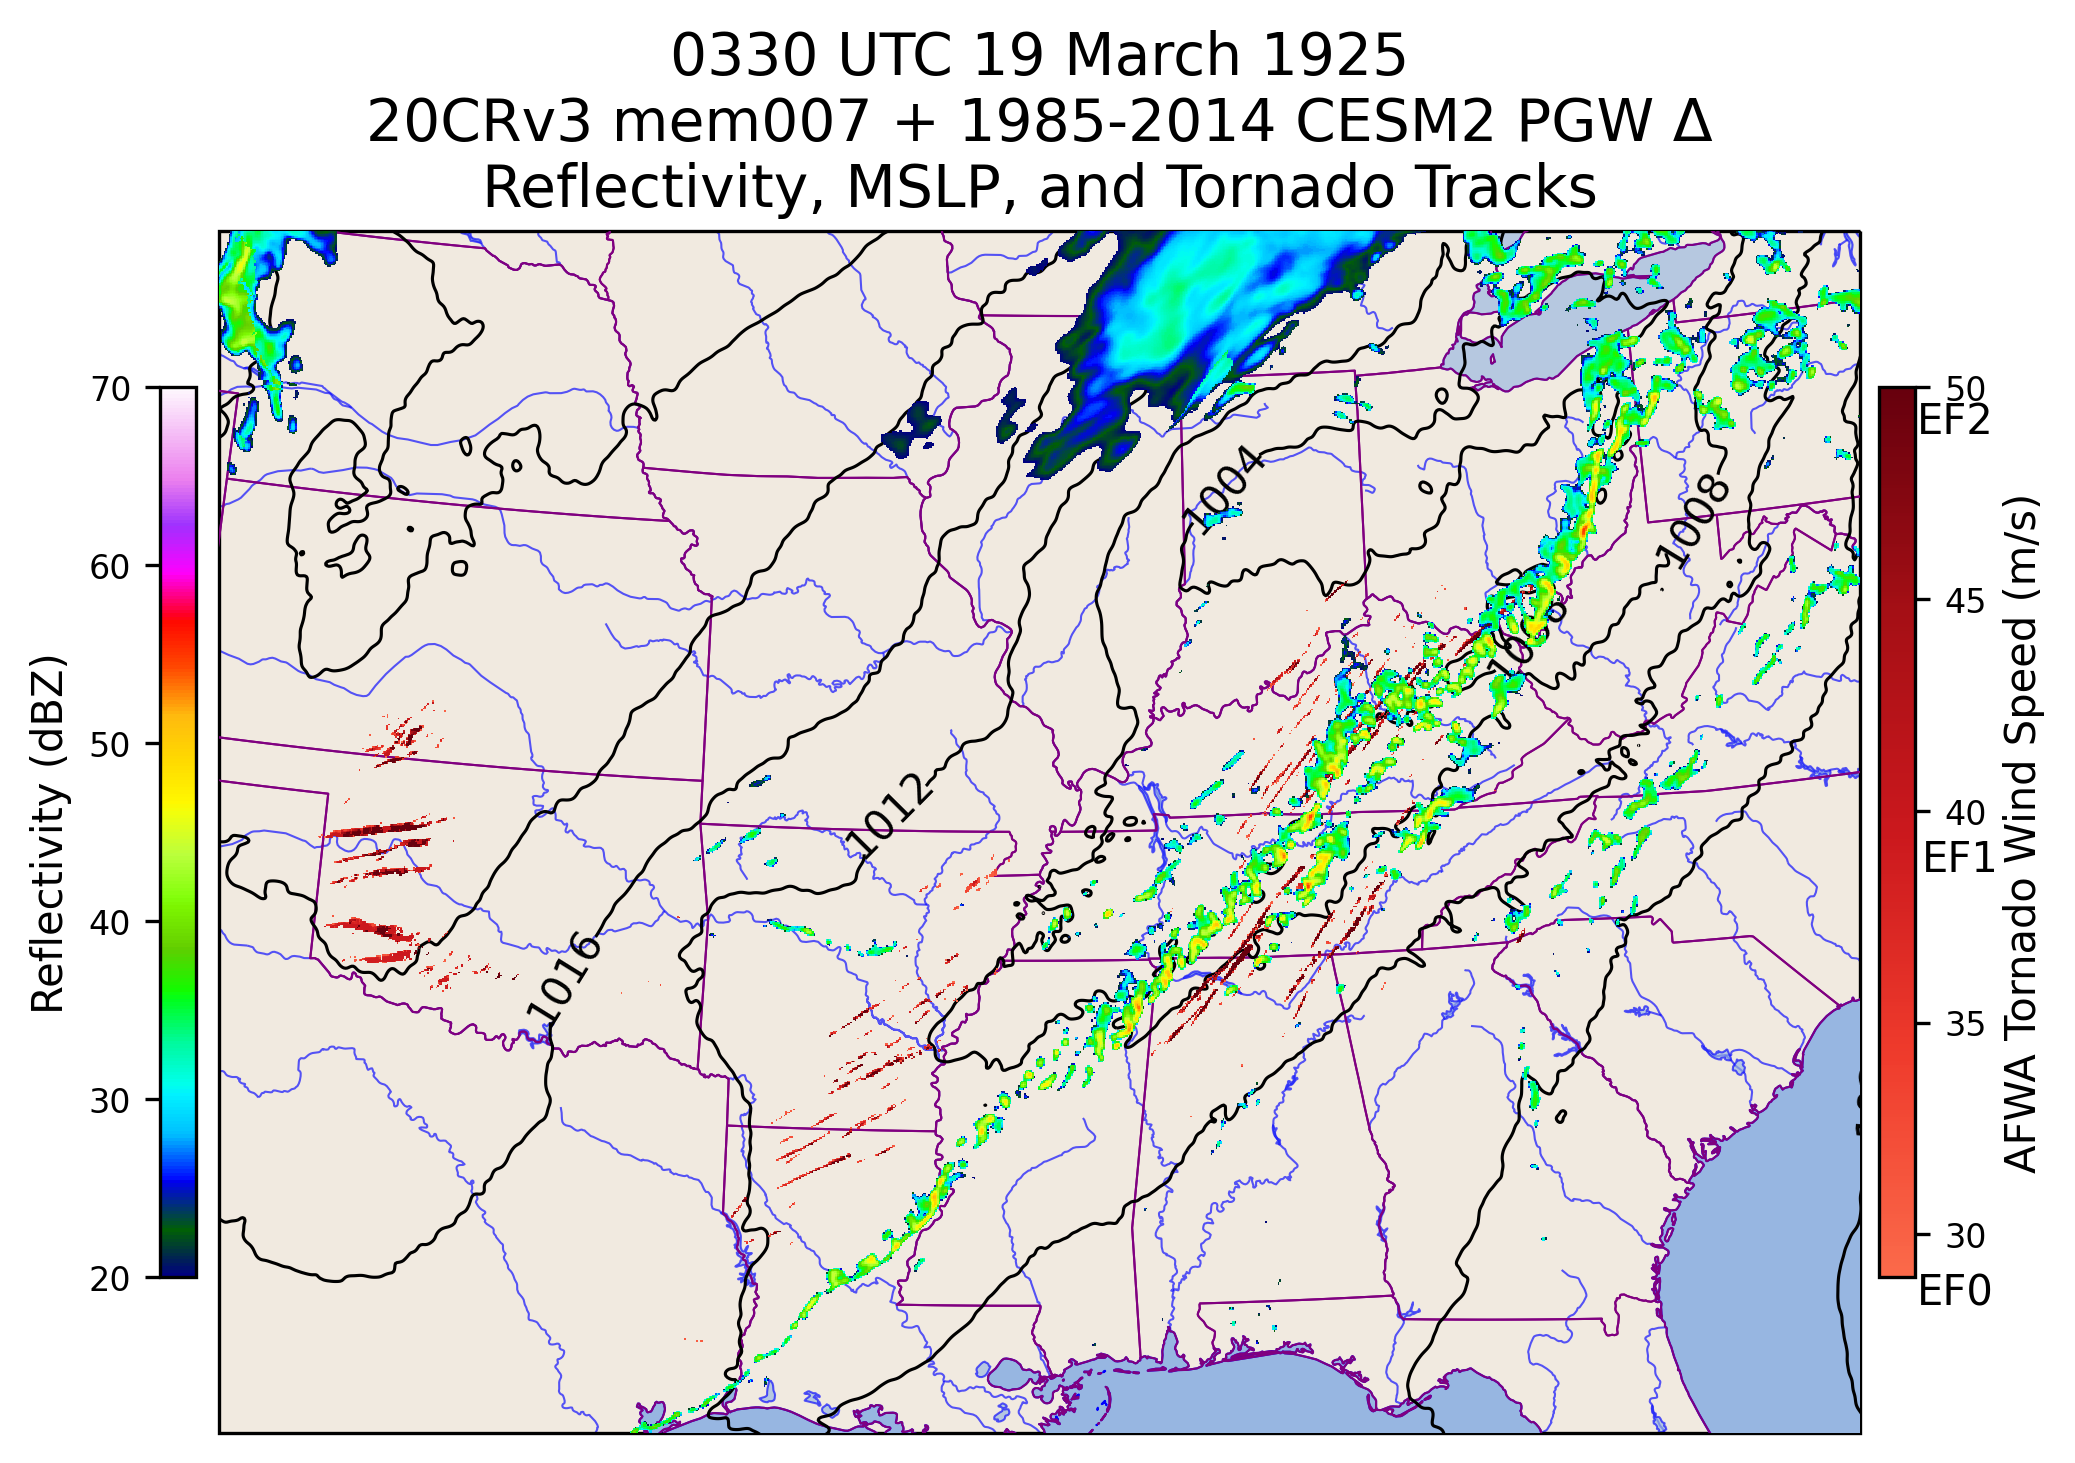 0330 UTC 19 March 1925
20CRv3 mem007 + 1985-2014 CESM2 PGW Δ
Reflectivity, MSLP, and Tornado Tracks
70
60
50
40
30
20
Reflectivity (dBZ)
1004
1008
1012
1016
50
EF2
45
40
EF1
35
30
EF0
AFWA Tornado Wind Speed (m/s)